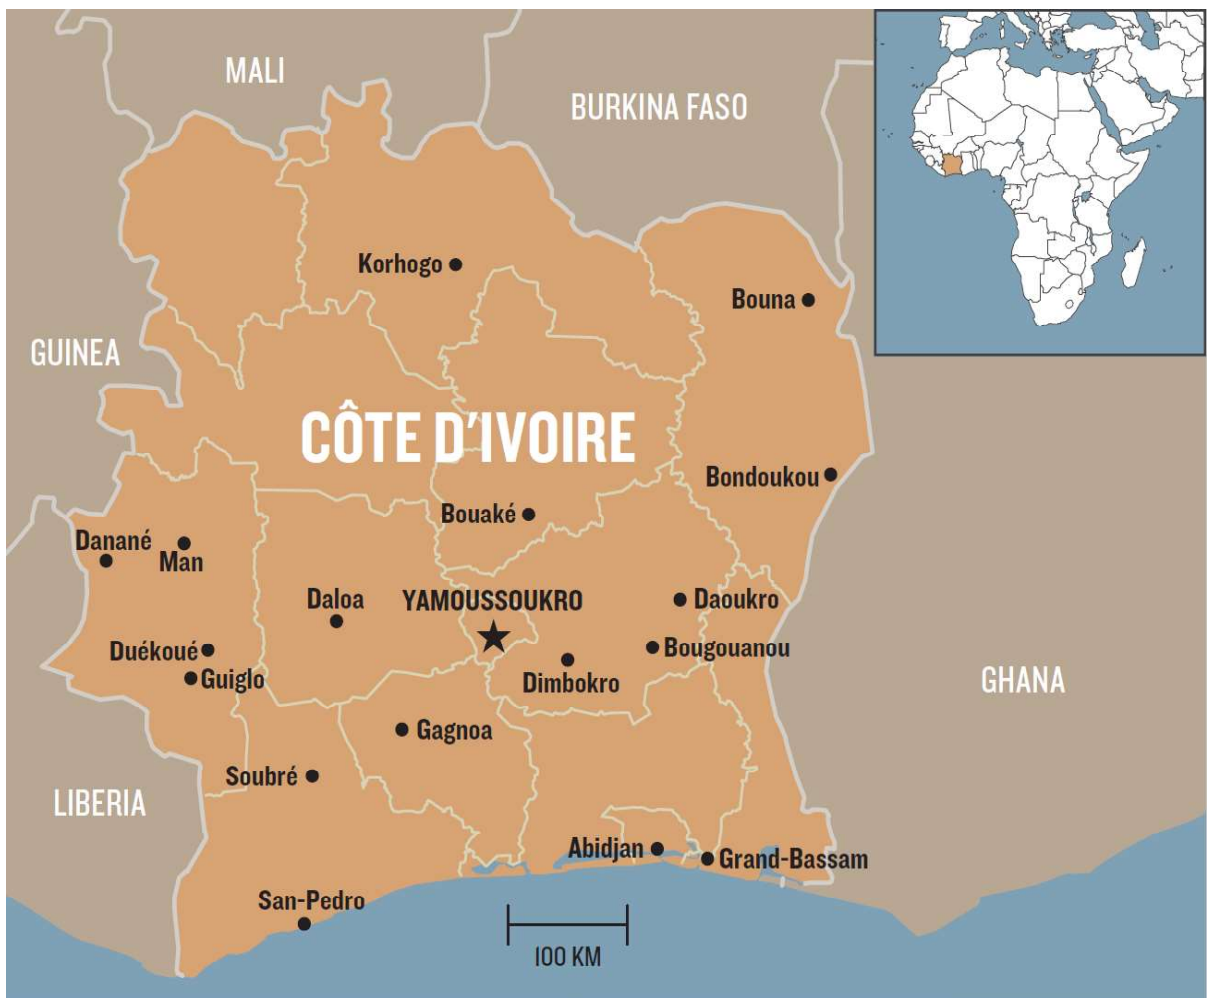 MALI
BURKINA FASO
Korhogo
Bouna
GUINEA
CÔTE D'IVOIRE
Bondoukou
Bouaké
Danané
Man
Daloa
YAMOUSSOUKRO
Daoukro
Duékoué
Bougouanou
Guiglo
Dimbokro
GHANA
Gagnoa
Soubré
LIBERIA
Abidjan
Grand-Bassam
San-Pedro
100 KM